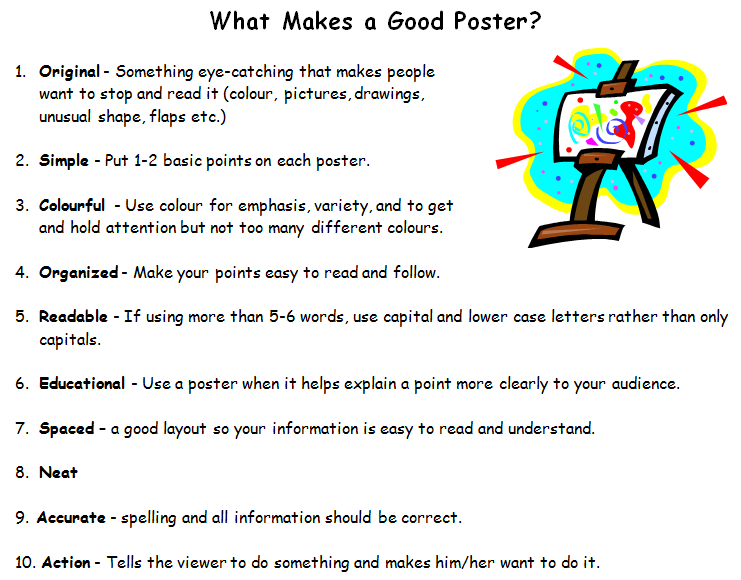 What Makes a Good Poster?
1. Original - Something eye-catching that makes people
want to stop and read it (colour, pictures, drawings,
unusual shape, flaps etc.)
2. Simple - Put 1-2 basic points on each poster.
3. Colourful - Use colour for emphasis, variety, and to get
and hold attention but not too many different colours.
4. Organized - Make your points easy to read and follow.
5. Readable - If using more than 5-6 words, use capital and lower case letters rather than only
capitals.
6. Educational - Use a poster when it helps explain a point more clearly to your audience.
7. Spaced – a good layout so your information is easy to read and understand.
8. Neat
9. Accurate - spelling and all information should be correct.
10. Action - Tells the viewer to do something and makes him/her want to do it.